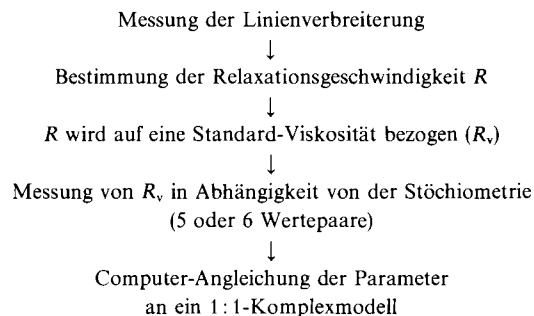 Messung der Linienverbreiterung
↓
Bestimmung der Relaxationsgeschwindigkeit R
↓
R wird auf eine Standard-Viskosität bezogen (Rᵥ)
↓
Messung von Rᵥ in Abhängigkeit von der Stöchiometrie
(5 oder 6 Wertepaare)
↓
Computer-Angleichung der Parameter
an ein 1:1-Komplexmodell